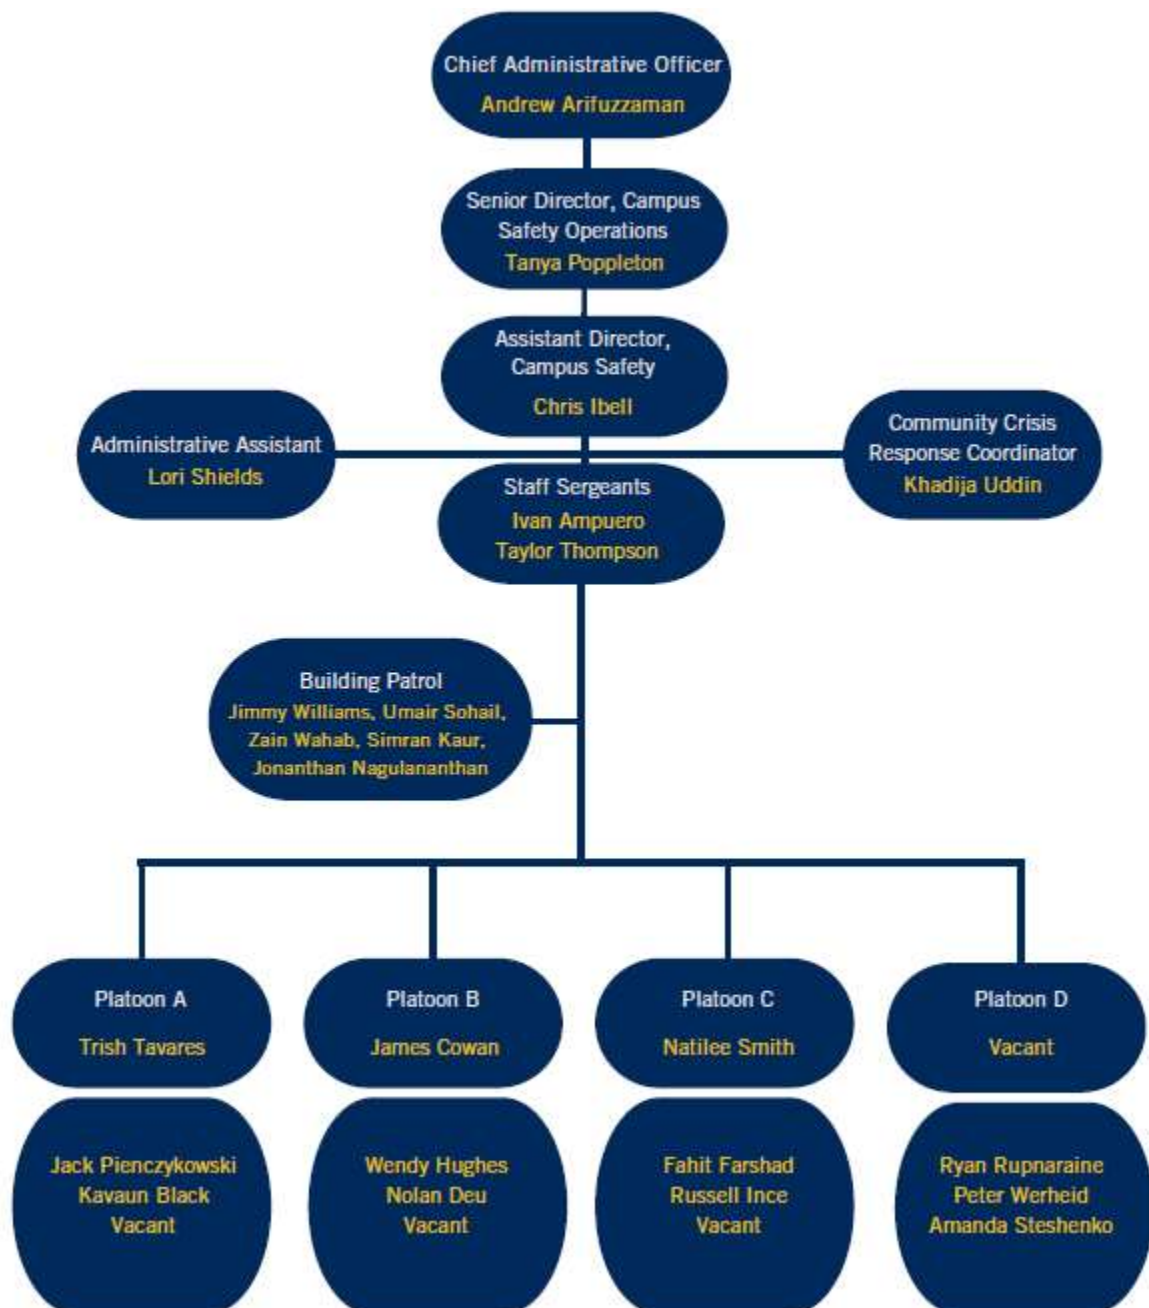 Chief Administrative Officer
Andrew Arifuzzaman
Senior Director, Campus
Safety Operations
Tanya Poppleton
Assistant Director,
Campus Safety
Chris Ibell
Administrative Assistant
Lori Shields
Community Crisis
Response Coordinator
Khadija Uddin
Staff Sergeants
Ivan Ampuero
Taylor Thompson
Building Patrol
Jimmy Williams, Umair Sohail,
Zain Wahab, Simran Kaur,
Jonanthan Nagulananthan
Platoon A
Trish Tavares
Jack Pienczykowski
Kavaun Black
Vacant
Platoon B
James Cowan
Wendy Hughes
Nolan Deu
Vacant
Platoon C
Natilee Smith
Fahit Farshad
Russell Ince
Vacant
Platoon D
Vacant
Ryan Rupnaraine
Peter Werheid
Amanda Steshenko